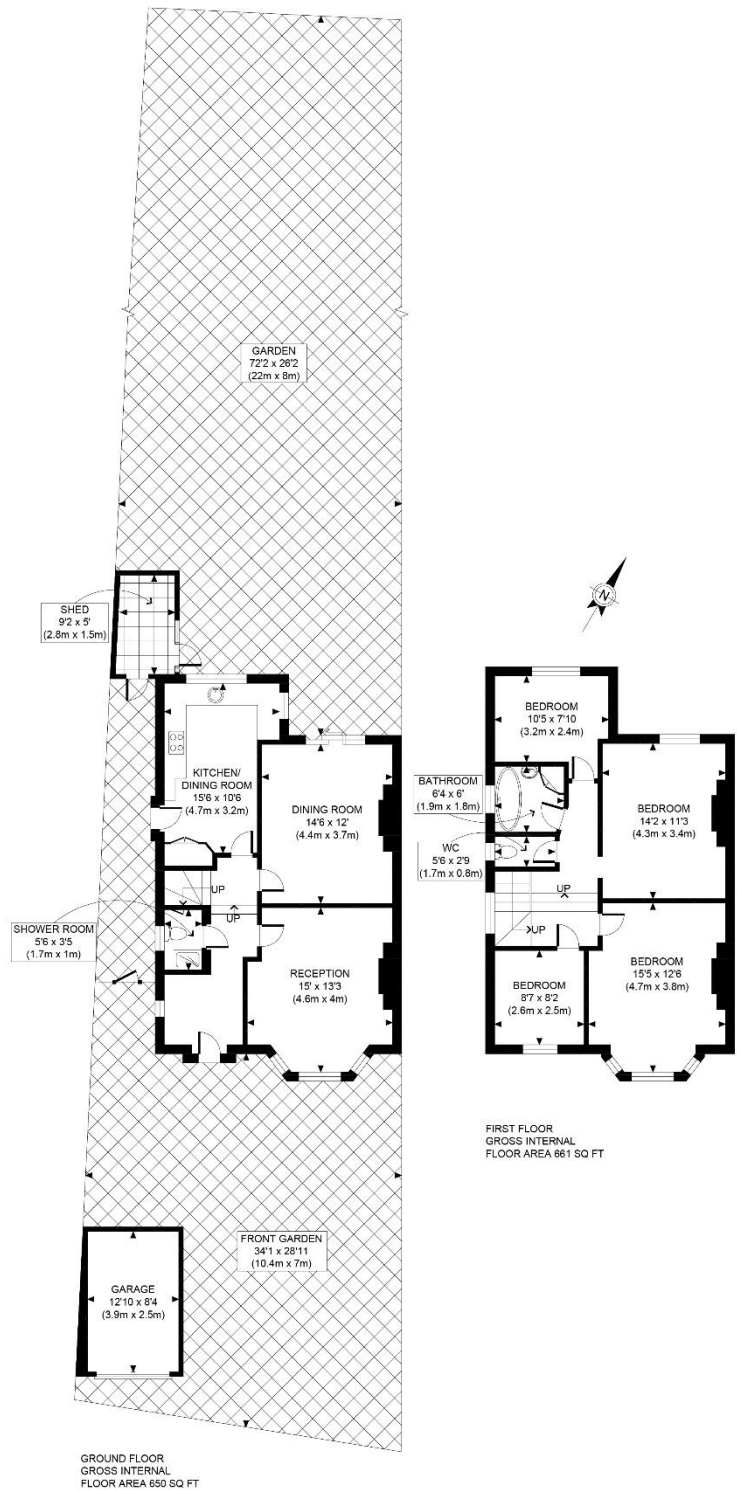 GARDEN
72'2 x 26'2
(22m x 8m)
SHED
9'2 x 5'
(2.8m x 1.5m)
KITCHEN/
DINING ROOM
15'6 x 10'6
(4.7m x 3.2m)
DINING ROOM
14'6 x 12'
(4.4m x 3.7m)
UP
UP
SHOWER ROOM
5'6 x 3'5
(1.7m x 1m)
RECEPTION
15' x 13'3
(4.6m x 4m)
FRONT GARDEN
34'1 x 28'11
(10.4m x 7m)
GARAGE
12'10 x 8'4
(3.9m x 2.5m)
GROUND FLOOR
GROSS INTERNAL
FLOOR AREA 650 SQ FT
N
BEDROOM
10'5 x 7'10
(3.2m x 2.4m)
BATHROOM
6'4 x 6'
(1.9m x 1.8m)
BEDROOM
14'2 x 11'3
(4.3m x 3.4m)
WC
5'6 x 2'9
(1.7m x 0.8m)
UP
UP
BEDROOM
15'5 x 12'6
(4.7m x 3.8m)
BEDROOM
8'7 x 8'2
(2.6m x 2.5m)
FIRST FLOOR
GROSS INTERNAL
FLOOR AREA 661 SQ FT